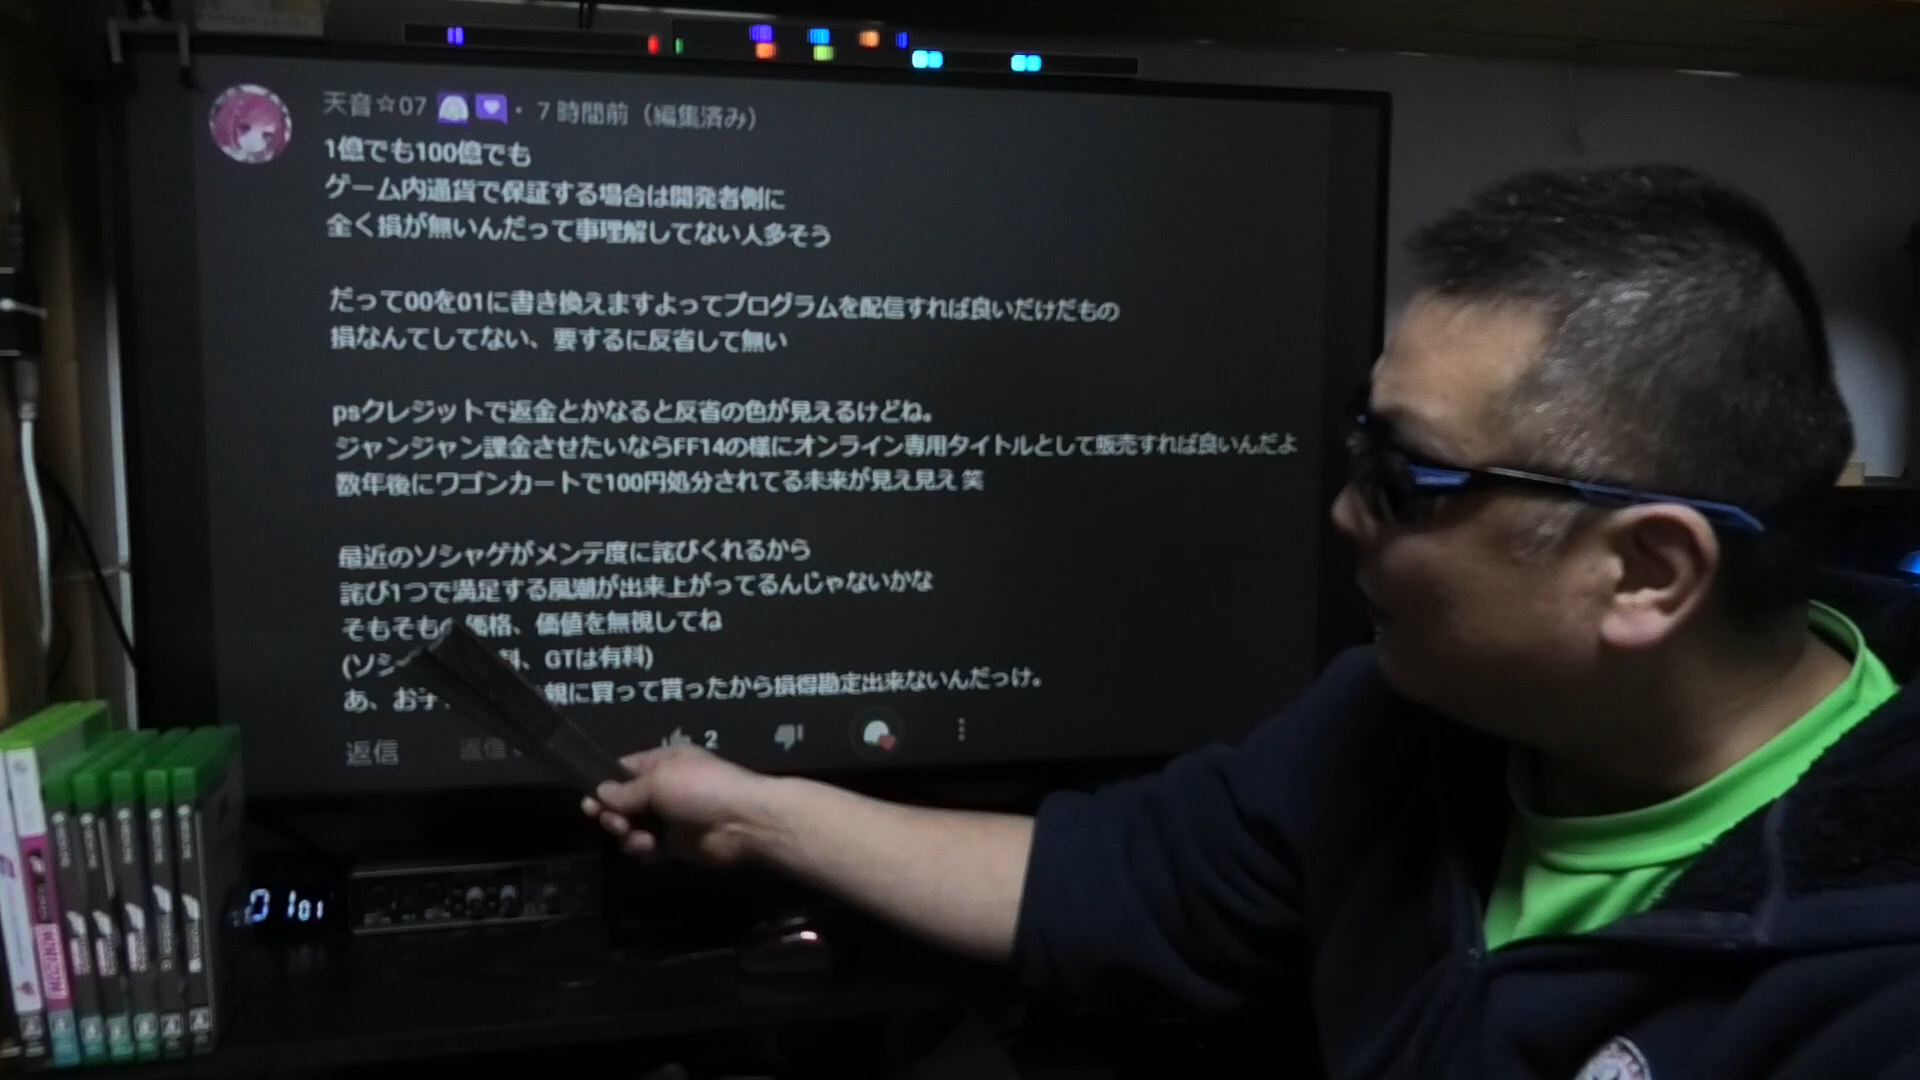 天音☆07 ・ 7 時間前（編集済み）
1億でも100億でも
ゲーム内通貨で保証する場合は開発者側に
全く損が無いんだって事理解してない人多そう
だって00を01に書き換えますよってプログラムを配信すれば良いだけだもの
損なんてしてない、要するに反省して無い
psクレジットで返金とかなると反省の色が見えるけどね。
ジャンジャン課金させたいならFF14の様にオンライン専用タイトルとして販売すれば良いんだよ
数年後にワゴンカートで100円処分されてる未来が見え見え 笑
最近のソシャゲがメンテ度に詫びくれるから
詫び1つで満足する風潮が出来上がってるんじゃないかな
そもそも 価格、価値を無視してね
(ソシ 料、GTは有料)
あ、お子 親に買って貰ったから損得勘定出来ないんだっけ。
返信 返信 2
01 01